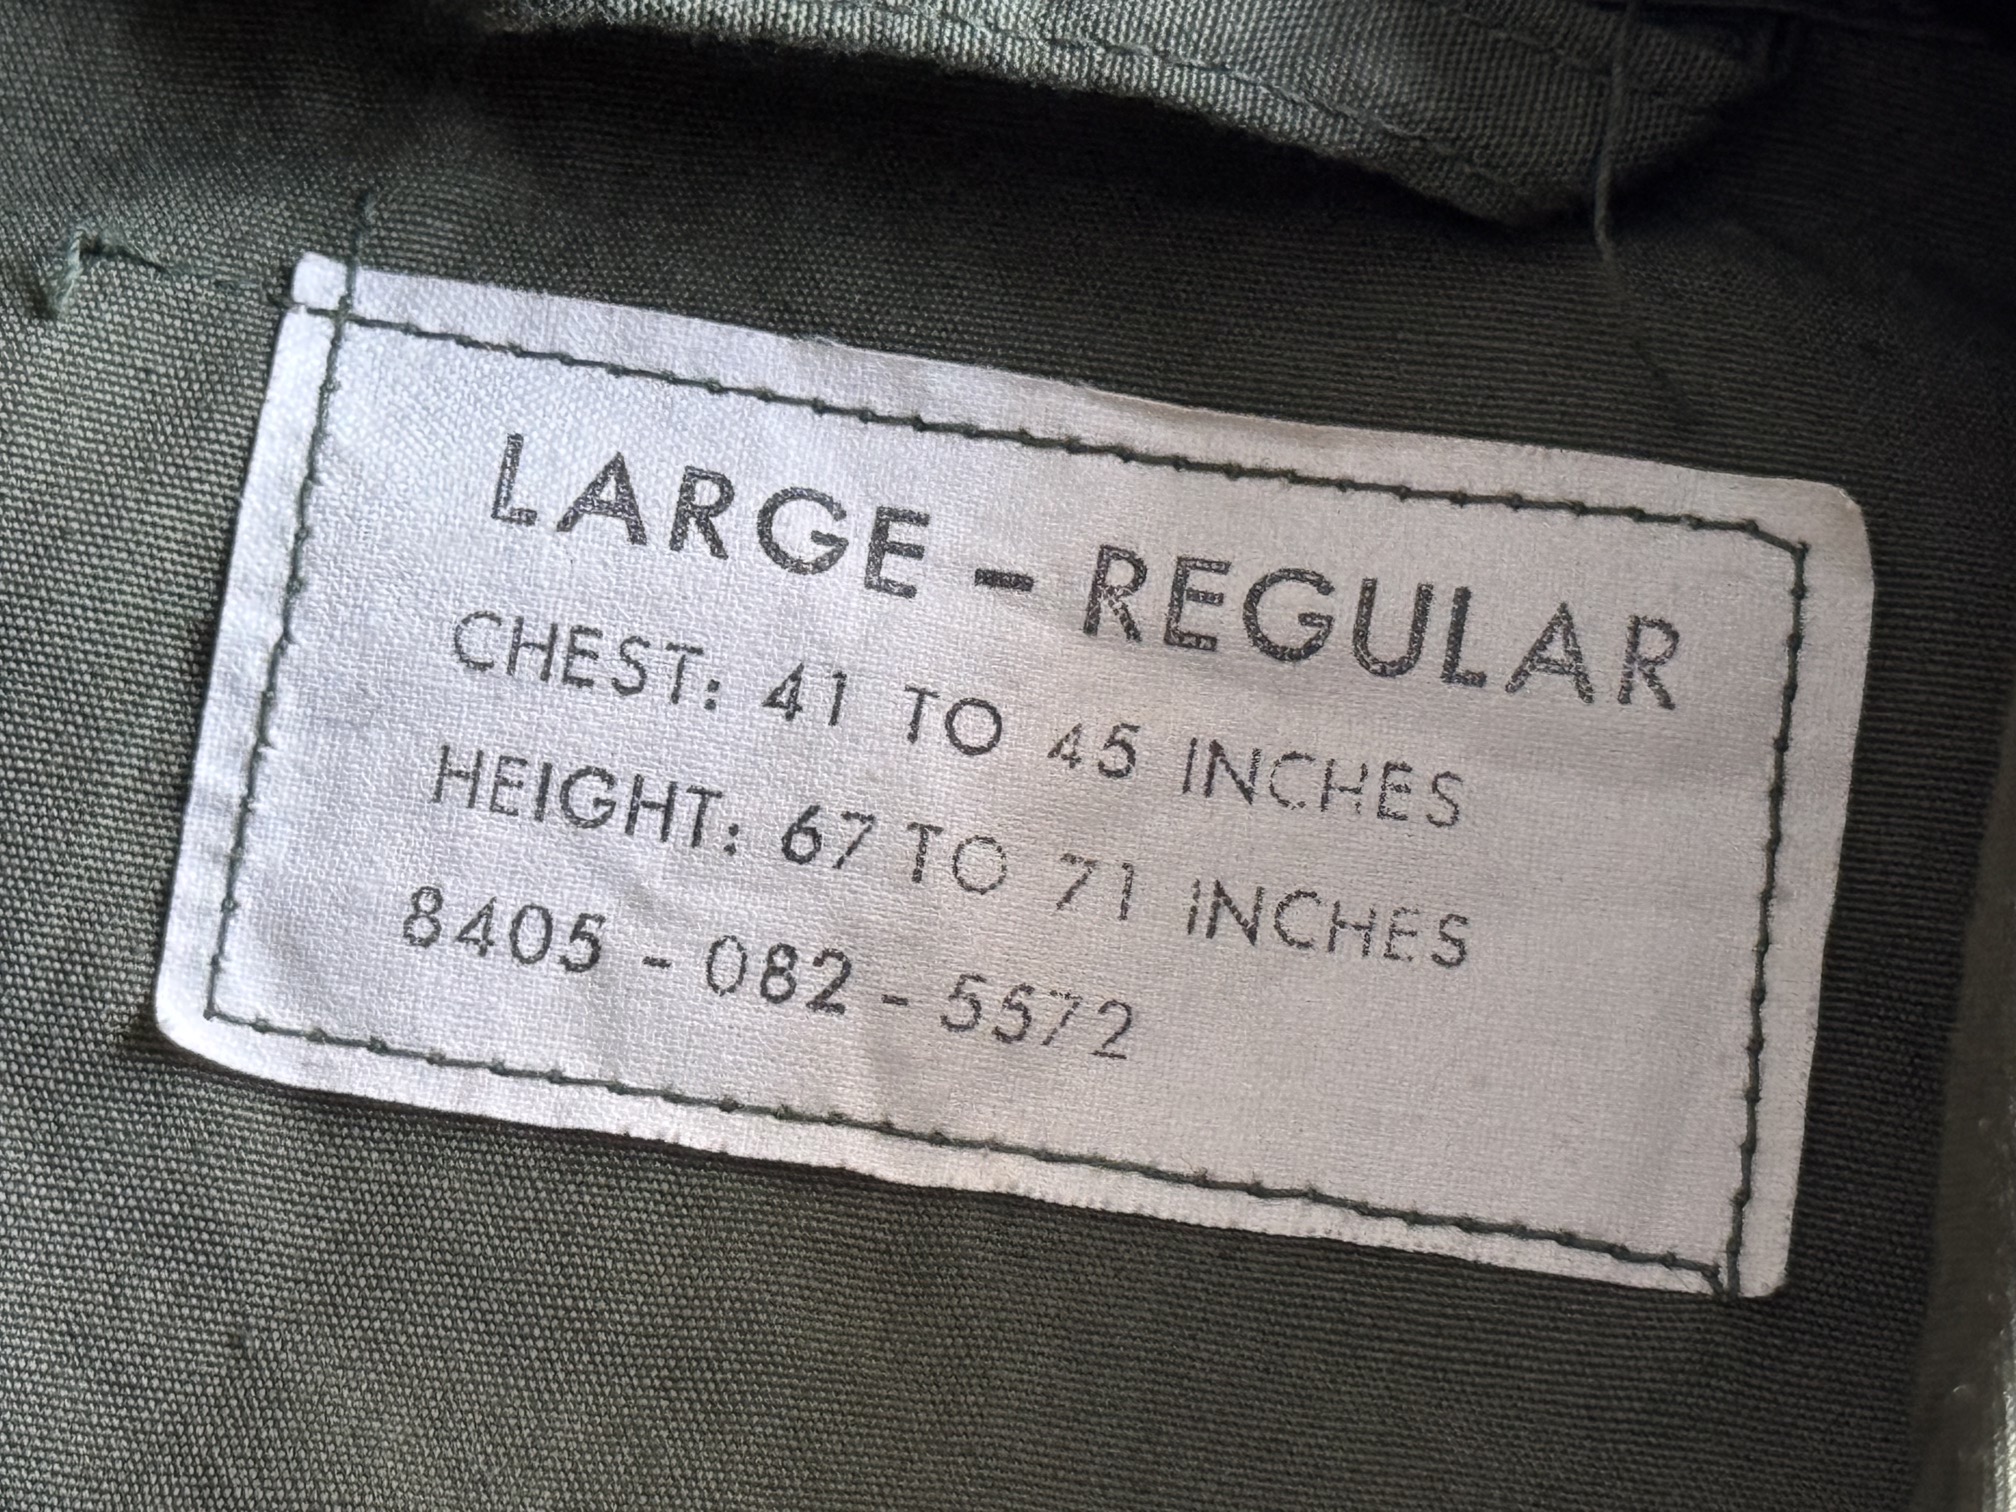 LARGE - REGULAR
CHEST: 41 TO 45 INCHES
HEIGHT: 67 TO 71 INCHES
8405 - 082 - 5572